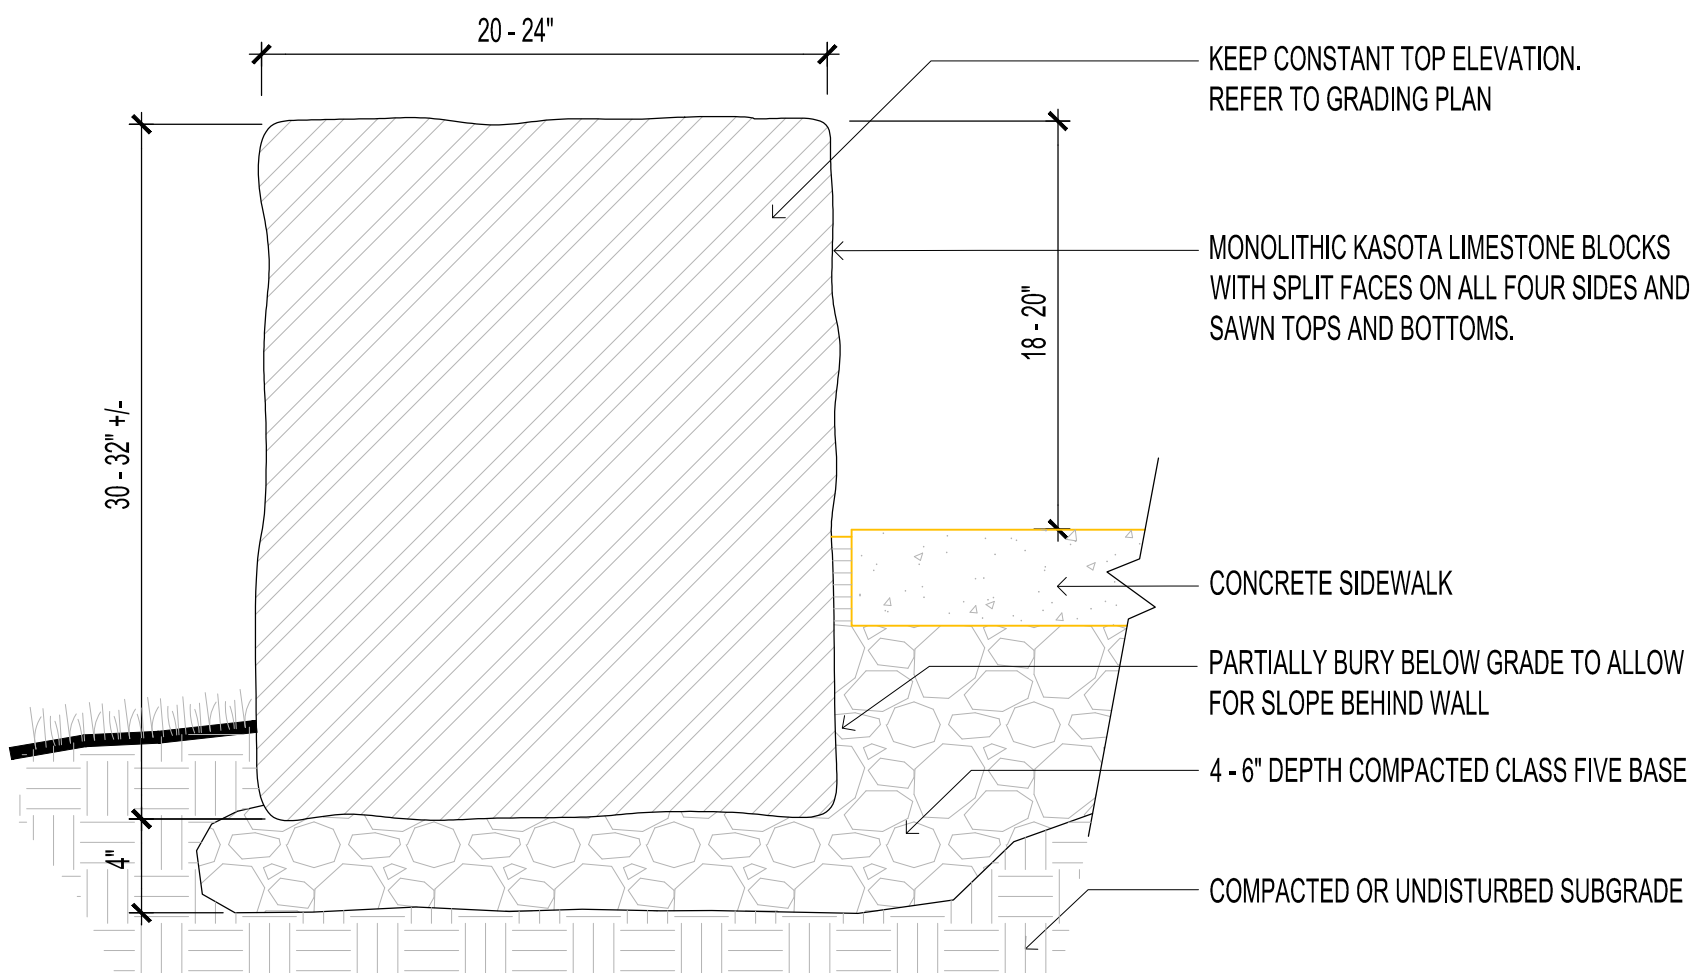 20 - 24"
KEEP CONSTANT TOP ELEVATION.
REFER TO GRADING PLAN
MONOLITHIC KASOTA LIMESTONE BLOCKS
WITH SPLIT FACES ON ALL FOUR SIDES AND
SAWN TOPS AND BOTTOMS.
18 - 20"
30 - 32" +/-
CONCRETE SIDEWALK
PARTIALLY BURY BELOW GRADE TO ALLOW
FOR SLOPE BEHIND WALL
4 - 6" DEPTH COMPACTED CLASS FIVE BASE
4"
COMPACTED OR UNDISTURBED SUBGRADE